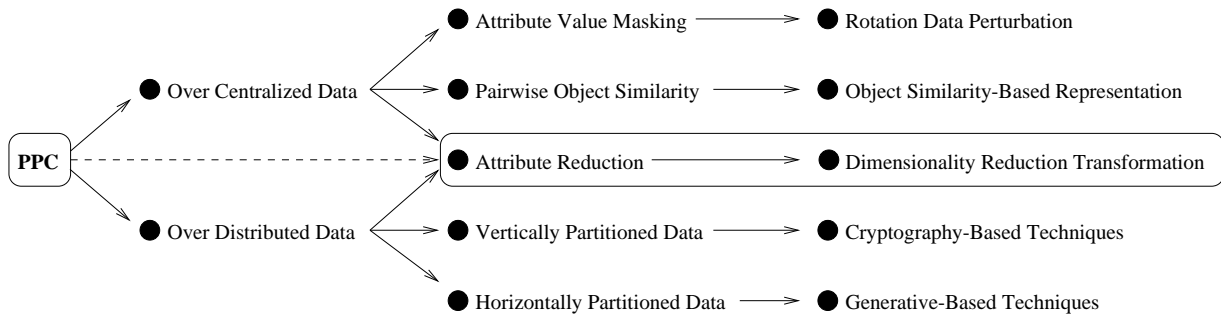 Attribute Value Masking
Rotation Data Perturbation
Over Centralized Data
Pairwise Object Similarity
Object Similarity-Based Representation
PPC
Attribute Reduction
Dimensionality Reduction Transformation
Over Distributed Data
Vertically Partitioned Data
Cryptography-Based Techniques
Horizontally Partitioned Data
Generative-Based Techniques